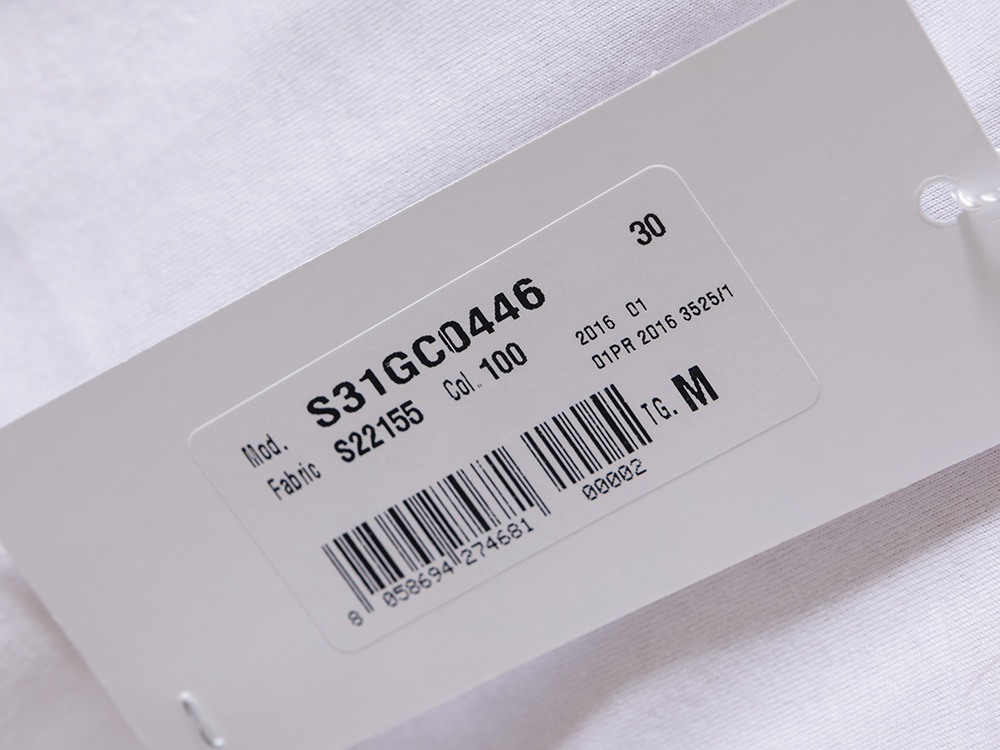 30
Mod. S31GC0446
Fabric S22155 Col. 100
2016 01
01PR 2016 3525/1
TG. M
8 058694 274681
00002